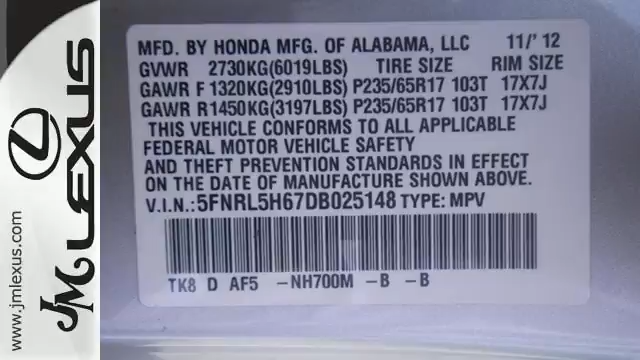 MFD. BY HONDA MFG. OF ALABAMA, LLC 11/' 12
GVWR 2730KG(6019LBS) TIRE SIZE RIM SIZE
GAWR F 1320KG(2910LBS) P235/65R17 103T 17X7J
GAWR R1450KG(3197LBS) P235/65R17 103T 17X7J
THIS VEHICLE CONFORMS TO ALL APPLICABLE
FEDERAL MOTOR VEHICLE SAFETY
AND THEFT PREVENTION STANDARDS IN EFFECT
ON THE DATE OF MANUFACTURE SHOWN ABOVE.
V.I.N.:5FNRL5H67DB025148 TYPE: MPV
TK8 D AF5 -NH700M -B -B
www.jmlexus.com
JM LEXUS